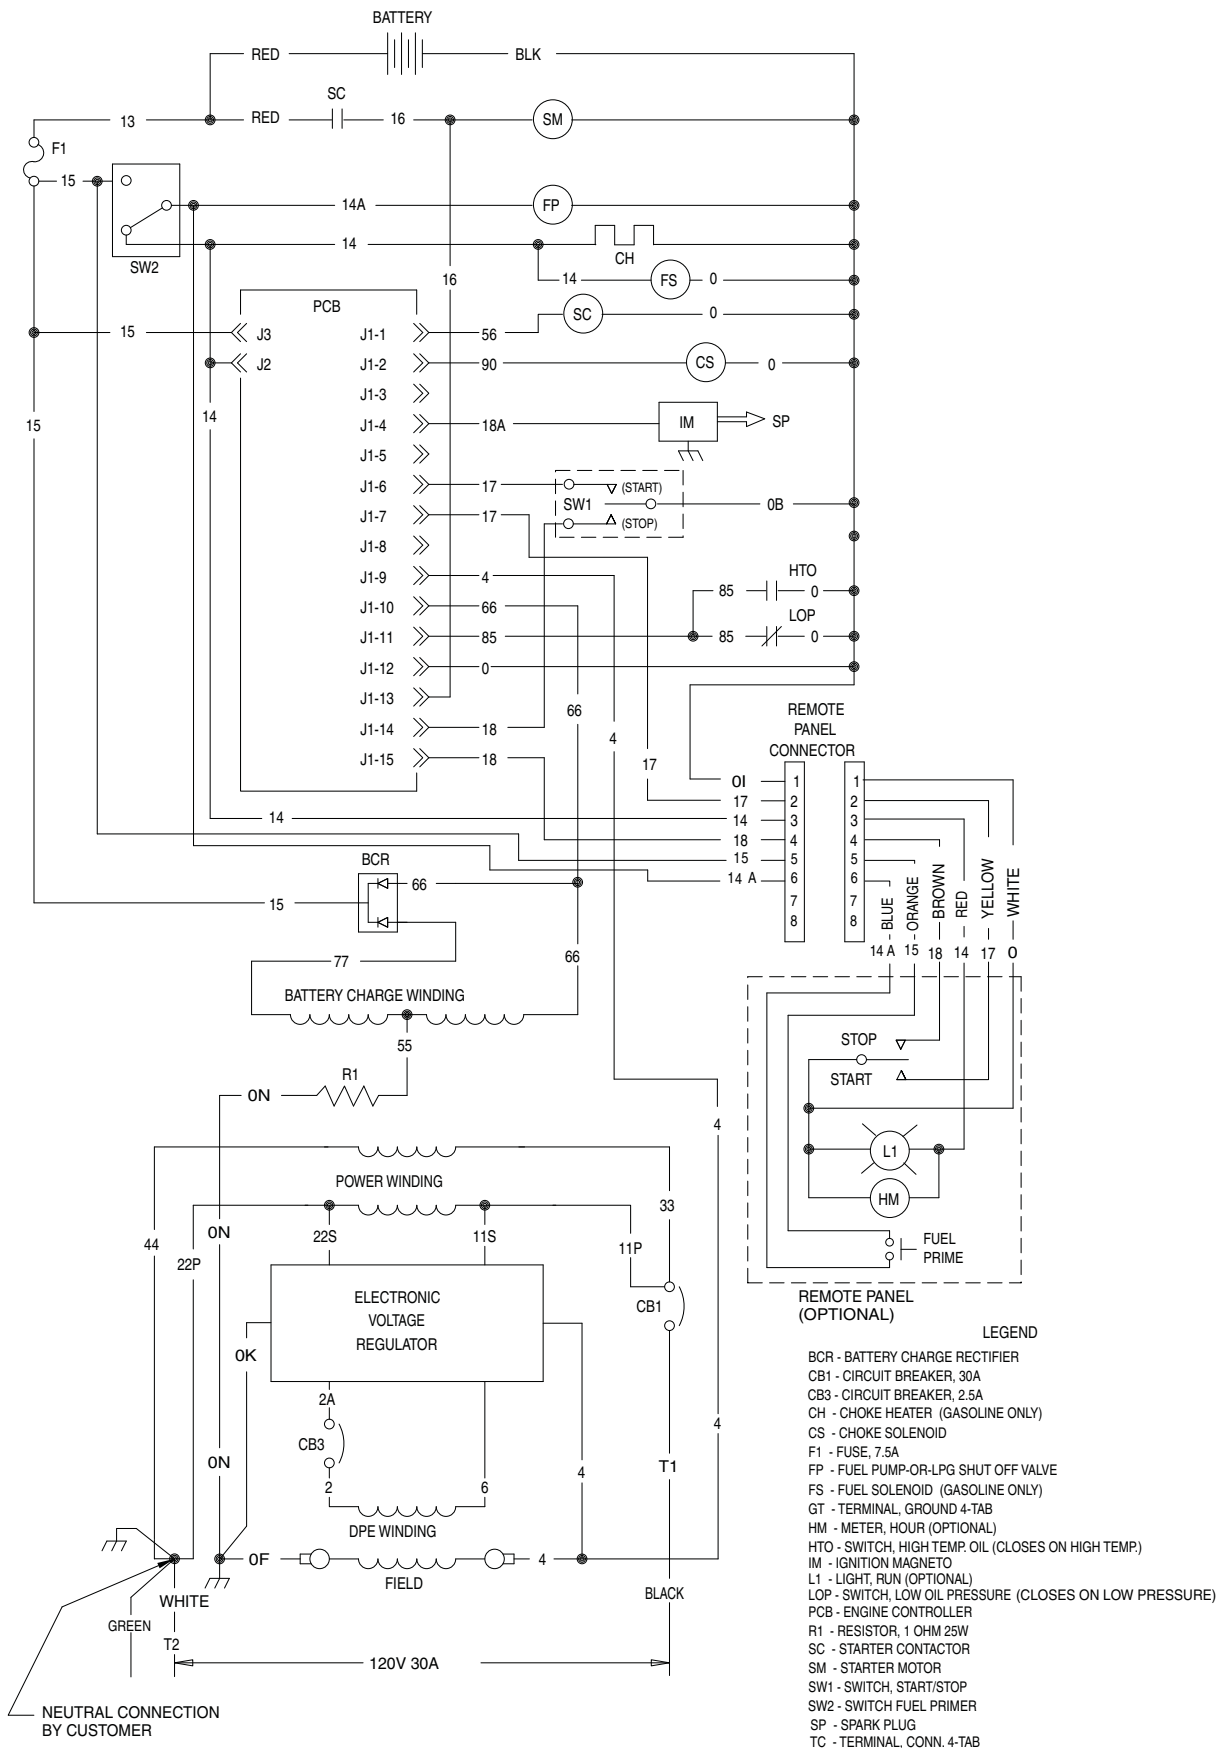 BATTERY
RED
BLK
SC
13
RED
16
SM
F1
15
14A
FP
14
CH
SW2
16
14
FS
0
PCB
SC
0
15
J3
J1-1
56
J2
J1-2
90
CS
0
J1-3
14
15
J1-4
18A
IM
SP
J1-5
J1-6
17
(START)
SW1
0B
J1-7
17
(STOP)
J1-8
HTO
J1-9
4
85
0
J1-10
66
LOP
J1-11
85
85
0
J1-12
0
J1-13
66
4
17
J1-14
18
J1-15
18
REMOTE
PANEL
CONNECTOR
0I
1
1
17
2
2
14
14
3
3
18
4
4
15
5
5
14 A
6
6
7
7
8
8
BCR
66
15
BLUE
ORANGE
BROWN
RED
YELLOW
WHITE
14 A
15
18
14
17
0
77
66
BATTERY CHARGE WINDING
55
R1
0N
STOP
START
4
L1
HM
POWER WINDING
33
44
0N
22S
11S
11P
22P
FUEL
PRIME
ELECTRONIC
VOLTAGE
REGULATOR
CB1
0K
REMOTE PANEL
(OPTIONAL)
2A
CB3
4
0N
T1
2
6
4
DPE WINDING
0F
4
FIELD
BLACK
WHITE
GREEN
T2
120V 30A
NEUTRAL CONNECTION
BY CUSTOMER
LEGEND
BCR - BATTERY CHARGE RECTIFIER
CB1 - CIRCUIT BREAKER, 30A
CB3 - CIRCUIT BREAKER, 2.5A
CH - CHOKE HEATER (GASOLINE ONLY)
CS - CHOKE SOLENOID
F1 - FUSE, 7.5A
FP - FUEL PUMP-OR-LPG SHUT OFF VALVE
FS - FUEL SOLENOID (GASOLINE ONLY)
GT - TERMINAL, GROUND 4-TAB
HM - METER, HOUR (OPTIONAL)
HTO - SWITCH, HIGH TEMP. OIL (CLOSES ON HIGH TEMP.)
IM - IGNITION MAGNETO
L1 - LIGHT, RUN (OPTIONAL)
LOP - SWITCH, LOW OIL PRESSURE (CLOSES ON LOW PRESSURE)
PCB - ENGINE CONTROLLER
R1 - RESISTOR, 1 OHM 25W
SC - STARTER CONTACTOR
SM - STARTER MOTOR
SW1 - SWITCH, START/STOP
SW2 - SWITCH FUEL PRIMER
SP - SPARK PLUG
TC - TERMINAL, CONN. 4-TAB